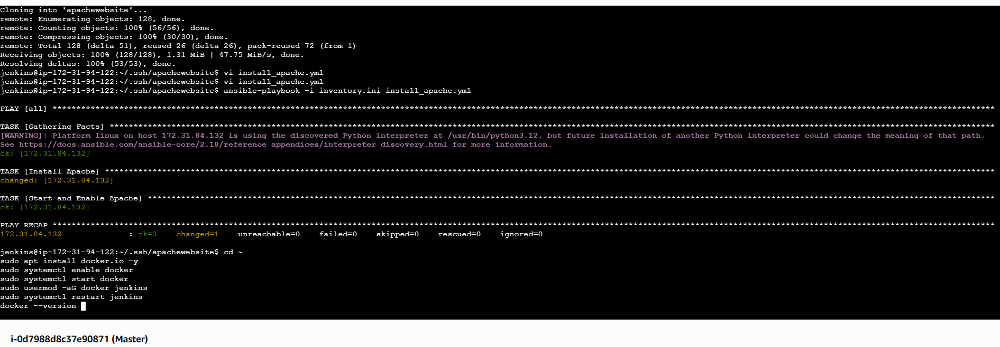 Cloning into 'apachewebsite'...
remote: Enumerating objects: 128, done.
remote: Counting objects: 100% (56/56), done.
remote: Compressing objects: 100% (30/30), done.
remote: Total 128 (delta 51), reused 26 (delta 26), pack-reused 72 (from 1)
Receiving objects: 100% (128/128), 1.31 MiB | 47.75 MiB/s, done.
Resolving deltas: 100% (53/53), done.
jenkins@ip-172-31-94-122:~/.ssh/apachewebsite$ vi install_apache.yml
jenkins@ip-172-31-94-122:~/.ssh/apachewebsite$ vi install_apache.yml
jenkins@ip-172-31-94-122:~/.ssh/apachewebsite$ ansible-playbook -i inventory.ini install_apache.yml
PLAY [all] ******************************************************************************************************************************************************************************************************
TASK [Gathering Facts] ******************************************************************************************************************************************************************************************
[WARNING]: Platform linux on host 172.31.84.132 is using the discovered Python interpreter at /usr/bin/python3.12, but future installation of another Python interpreter could change the meaning of that path.
See https://docs.ansible.com/ansible-core/2.18/reference_appendices/interpreter_discovery.html for more information.
ok: [172.31.84.132]
TASK [Install Apache] *******************************************************************************************************************************************************************************************
changed: [172.31.84.132]
TASK [Start and Enable Apache] **********************************************************************************************************************************************************************************
ok: [172.31.84.132]
PLAY RECAP ******************************************************************************************************************************************************************************************************
172.31.84.132              : ok=3    changed=1    unreachable=0    failed=0    skipped=0    rescued=0    ignored=0
jenkins@ip-172-31-94-122:~/.ssh/apachewebsite$ cd ~
sudo apt install docker.io -y
sudo systemctl enable docker
sudo systemctl start docker
sudo usermod -aG docker jenkins
sudo systemctl restart jenkins
docker --version
i-0d7988d8c37e90871 (Master)